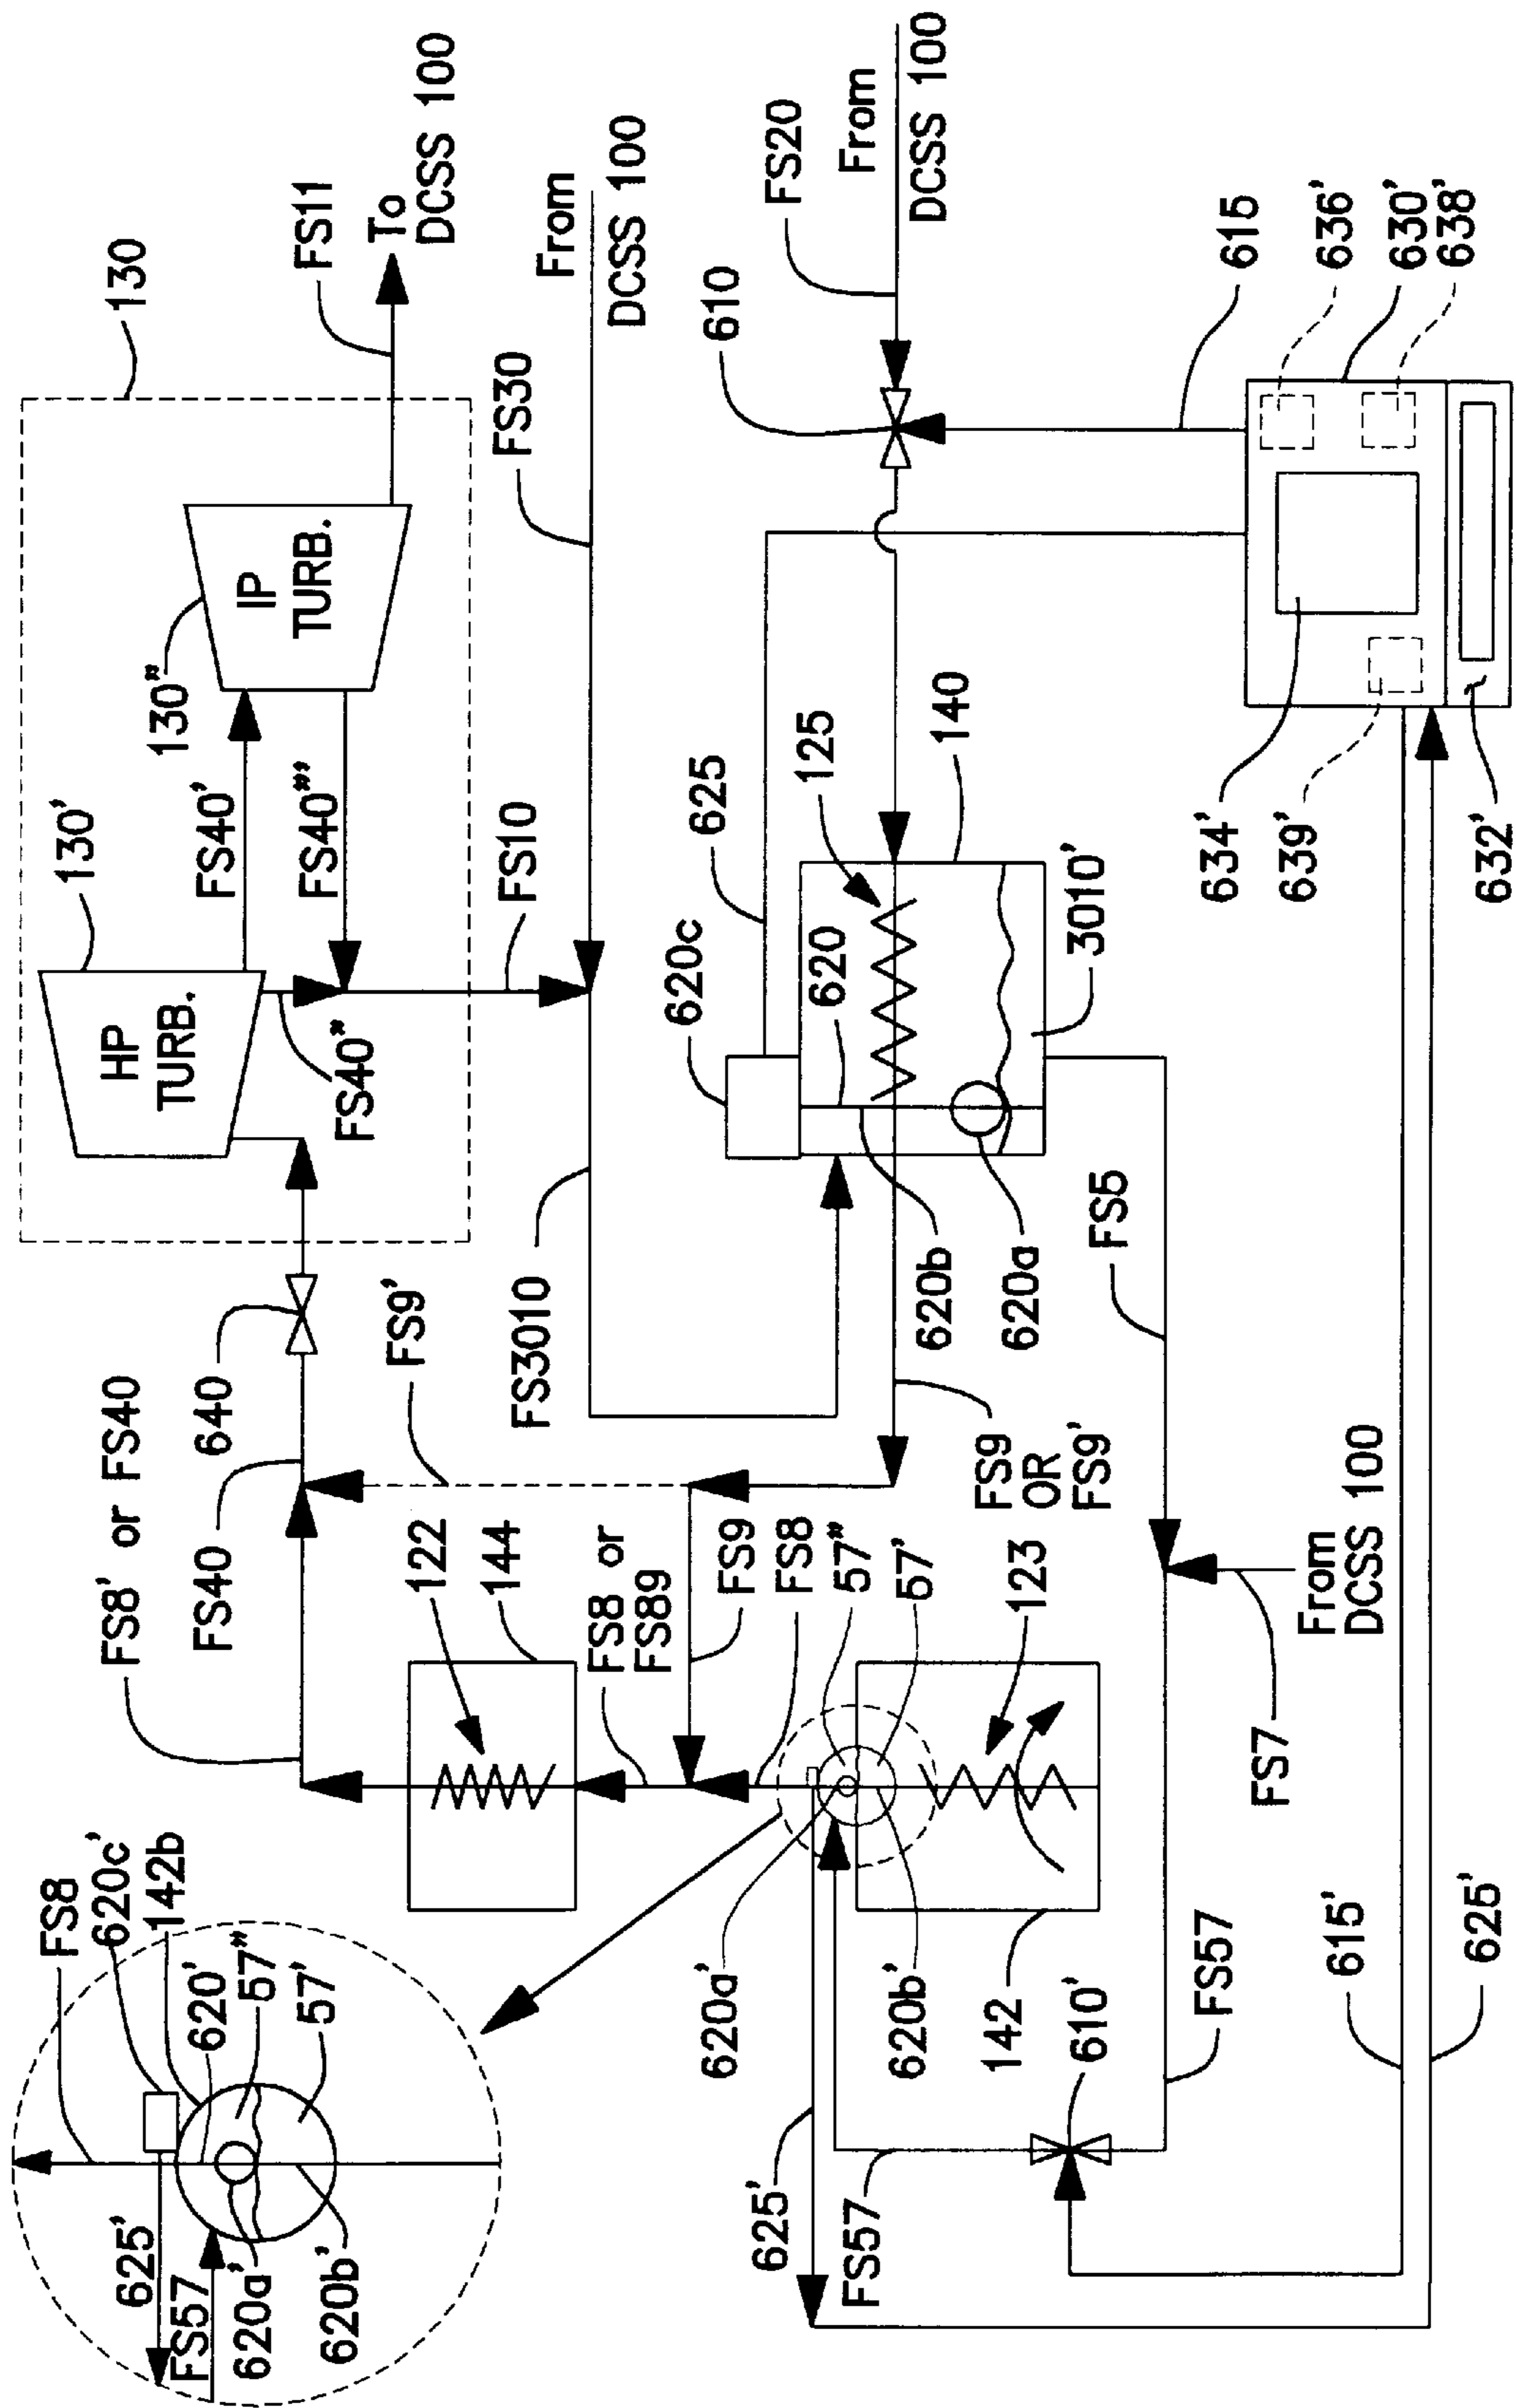 130
FS11
To
DCSS 100
130'
HP
TURB.
130"
IP
TURB.
FS40'
FS40"'
FS40"
FS10
FS30
From
DCSS 100
FS8' or FS40
FS40
640
FS9'
FS3010
122
144
FS8 or
FS89
FS9
FS8
57"
57'
123
620a'
620b'
142
FS8
620c'
142b
620'
57"
57'
625'
FS57
620a'
620b'
620c
625
620
125
140
3010'
620b
620a
FS9
OR
FS9'
610
FS20
From
DCSS 100
FS5
FS7
From
DCSS 100
FS57
610'
625'
FS57
615'
625'
615
636'
630'
638'
634'
639'
632'